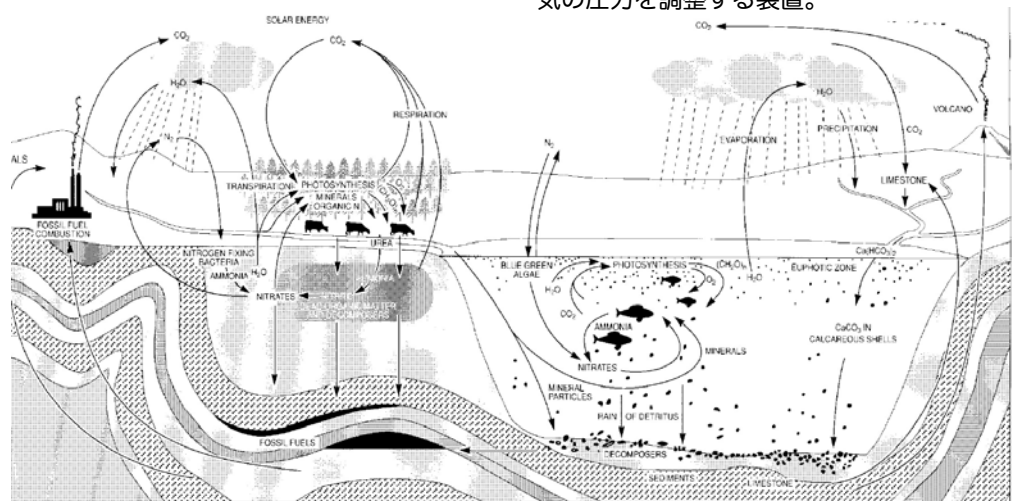 気の圧力を調整する装置。
SOLAR ENERGY
CO2
CO2
CO2
H2O
H2O
RESPIRATION
VOLCANO
EVAPORATION
PRECIPITATION
CO2
N2
N2
ALS
TRANSPIRATION
PHOTOSYNTHESIS
MINERALS
ORGANIC N
LIMESTONE
FOSSIL FUEL
COMBUSTION
UREA
Ca(HCO3)2
NITROGEN FIXING
BACTERIA
AMMONIA
H2O
NITRATES
BLUE GREEN
ALGAE
PHOTOSYNTHESIS
(CH2O)n
O2
H2O
H2O
EUPHOTIC ZONE
CO2
AMMONIA
CaCO3 IN
CALCAREOUS SHELLS
MINERALS
NITRATES
MINERAL
PARTICLES
RAIN OF DETRITUS
FOSSIL FUELS
DECOMPOSERS
SEDIMENTS
LIMESTONE